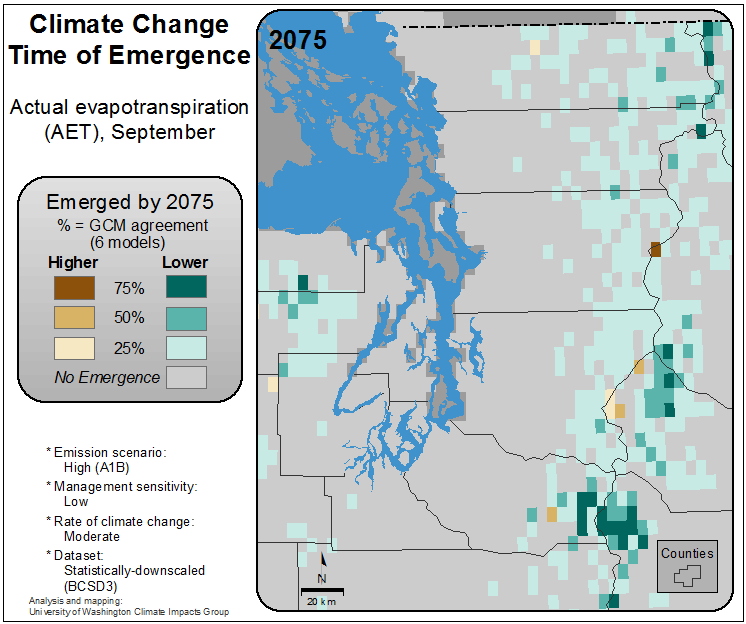 Climate Change
Time of Emergence
Actual evapotranspiration
(AET), September
Emerged by 2075
% = GCM agreement
(6 models)
Higher Lower
75%
50%
25%
No Emergence
* Emission scenario:
High (A1B)
* Management sensitivity:
Low
* Rate of climate change:
Moderate
* Dataset:
Statistically-downscaled
(BCSD3)
Analysis and mapping:
University of Washington Climate Impacts Group
2075
N
20 km
Counties